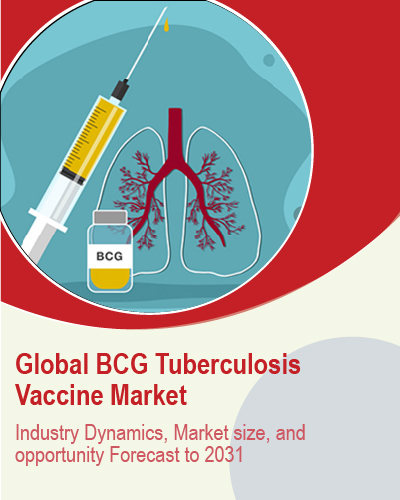 BCG
Global BCG Tuberculosis
Vaccine Market
Industry Dynamics, Market size, and
opportunity Forecast to 2031